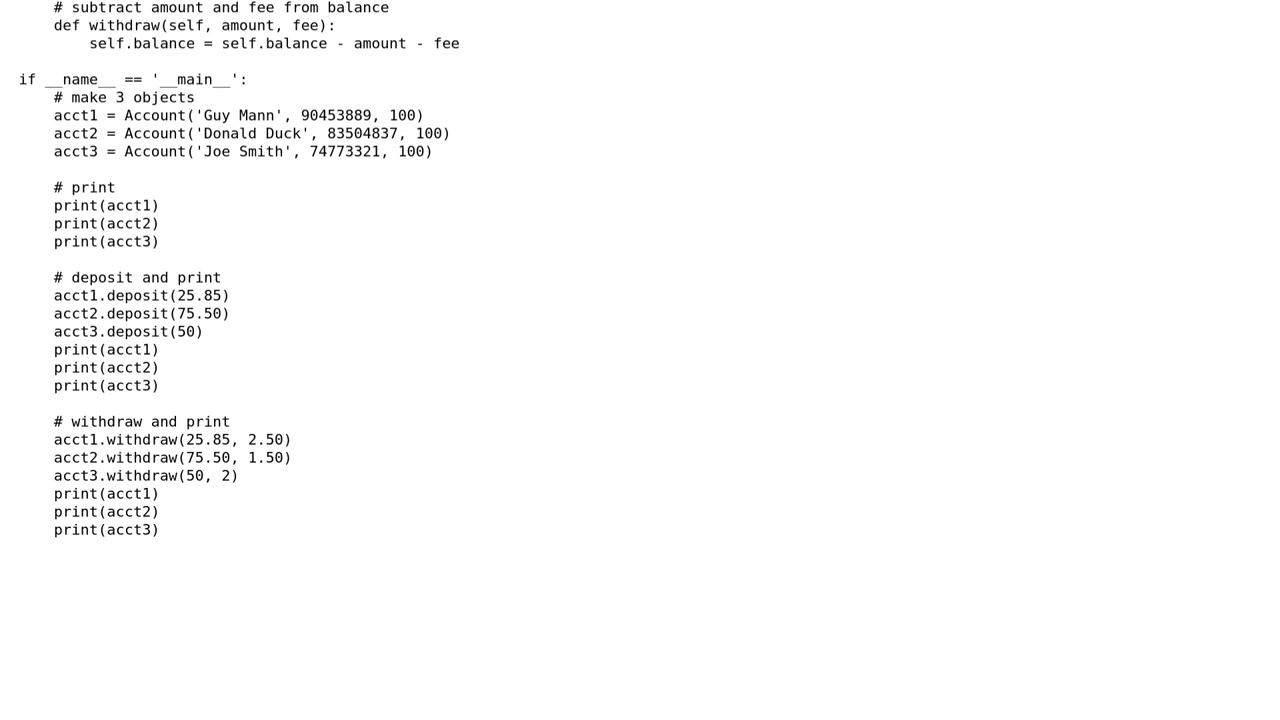 # subtract amount and fee from balance
def withdraw(self, amount, fee):
self.balance = self.balance - amount - fee
if __name__ == '__main__':
# make 3 objects
acct1 = Account('Guy Mann', 90453889, 100)
acct2 = Account('Donald Duck', 83504837, 100)
acct3 = Account('Joe Smith', 74773321, 100)
# print
print(acct1)
print(acct2)
print(acct3)
# deposit and print
acct1.deposit(25.85)
acct2.deposit(75.50)
acct3.deposit(50)
print(acct1)
print(acct2)
print(acct3)
# withdraw and print
acct1.withdraw(25.85, 2.50)
acct2.withdraw(75.50, 1.50)
acct3.withdraw(50, 2)
print(acct1)
print(acct2)
print(acct3)